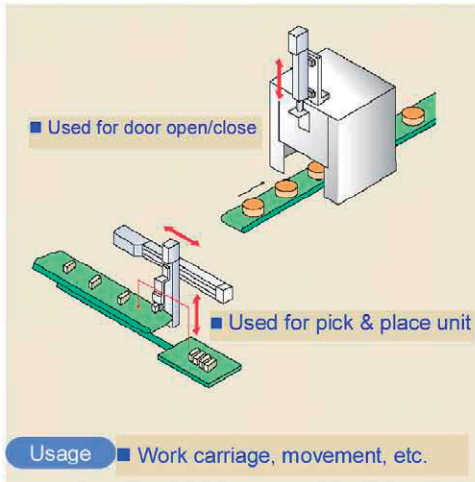 ■ Used for door open/close
■ Used for pick & place unit
Usage ■ Work carriage, movement, etc.